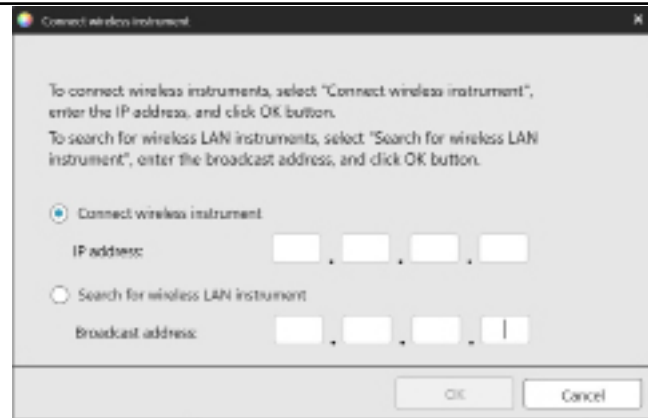 Connect wireless instrument
To connect wireless instruments, select "Connect wireless instrument",
enter the IP address, and click OK button.
To search for wireless LAN instruments, select "Search for wireless LAN
instrument", enter the broadcast address, and click OK button.
Connect wireless instrument
IP address:
. . .
Search for wireless LAN instrument
Broadcast address:
. . .
OK Cancel